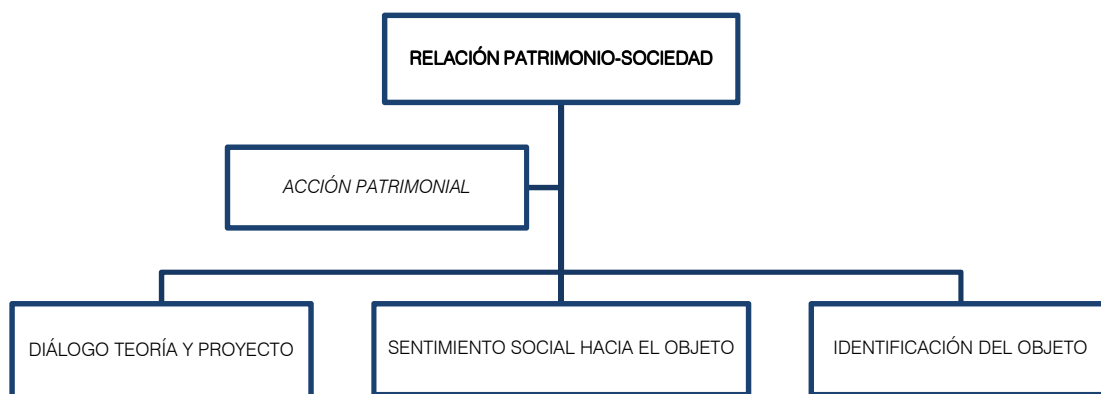 RELACIÓN PATRIMONIO-SOCIEDAD
ACCIÓN PATRIMONIAL
DIÁLOGO TEORÍA Y PROYECTO
SENTIMIENTO SOCIAL HACIA EL OBJETO
IDENTIFICACIÓN DEL OBJETO